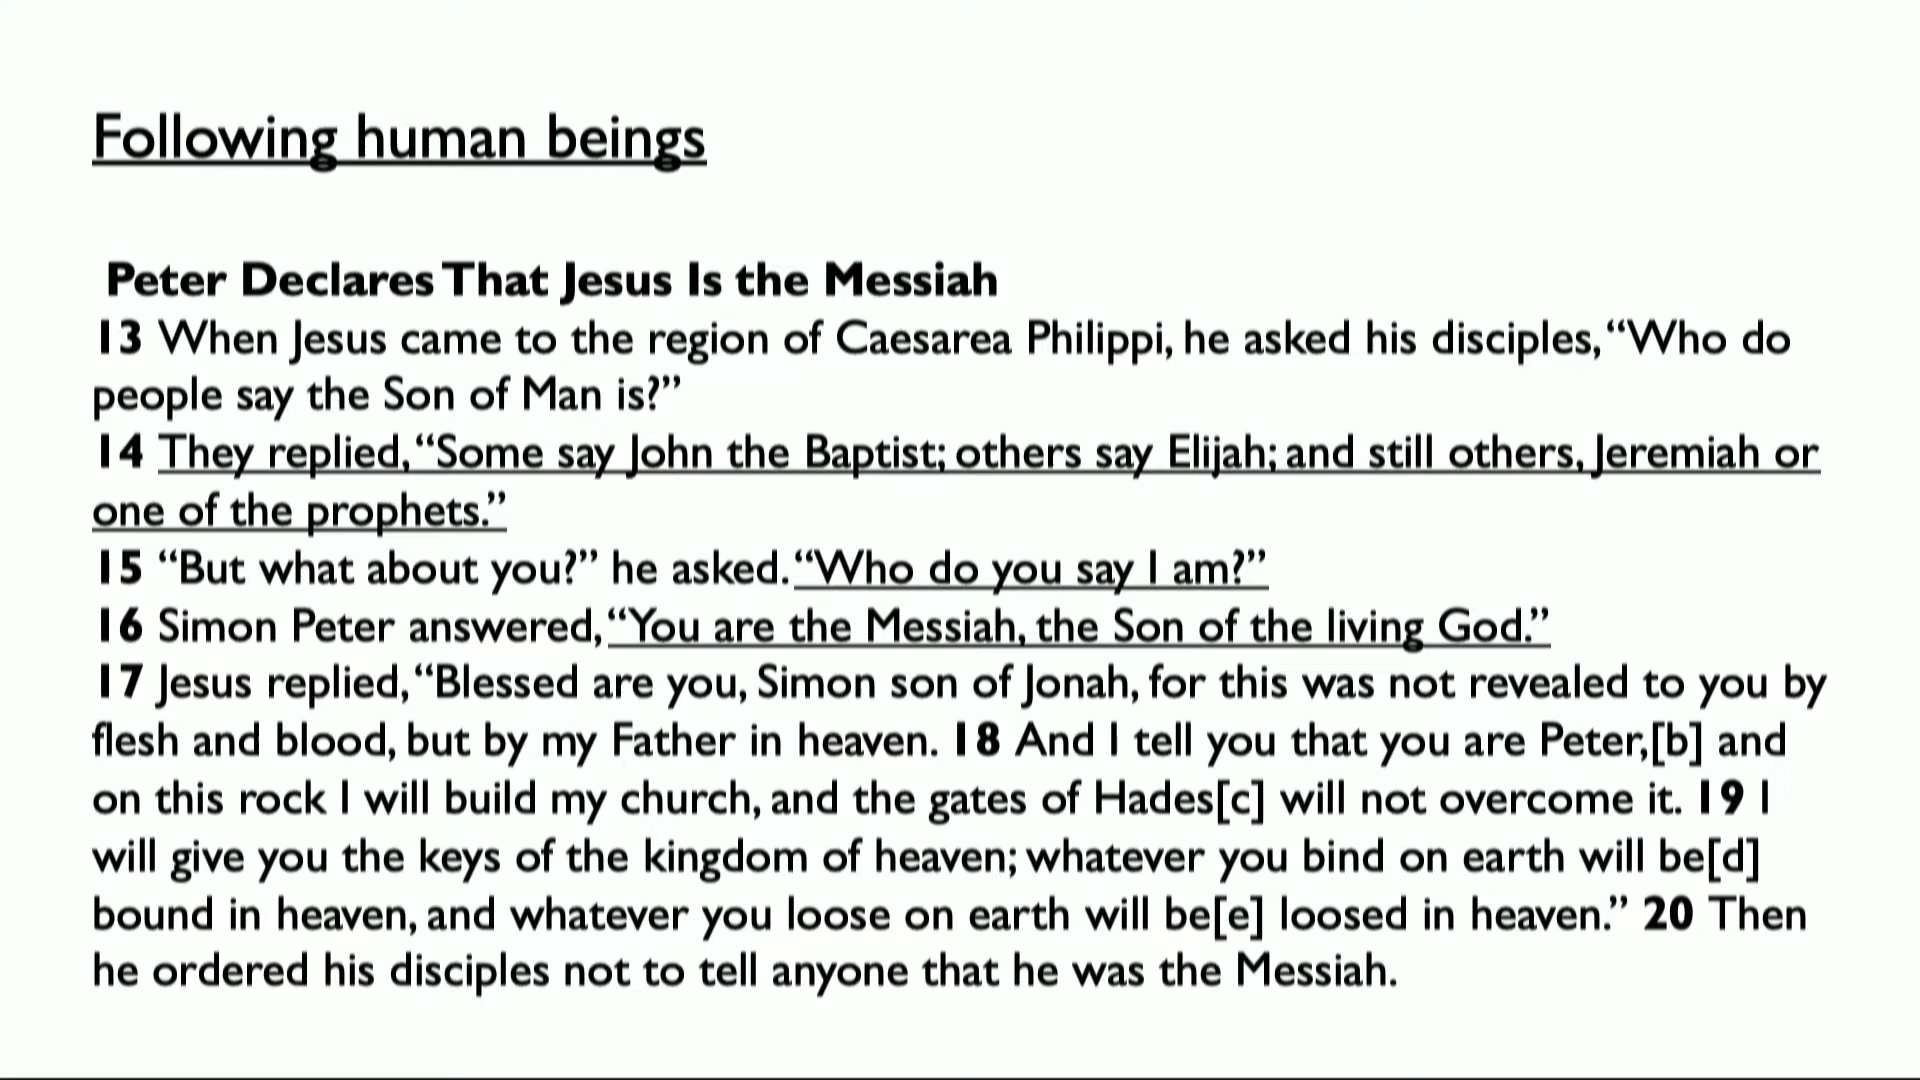 Following human beings
Peter Declares That Jesus Is the Messiah
13 When Jesus came to the region of Caesarea Philippi, he asked his disciples, “Who do
people say the Son of Man is?”
14 They replied, “Some say John the Baptist; others say Elijah; and still others, Jeremiah or
one of the prophets.”
15 “But what about you?” he asked. “Who do you say I am?”
16 Simon Peter answered, “You are the Messiah, the Son of the living God.”
17 Jesus replied, “Blessed are you, Simon son of Jonah, for this was not revealed to you by
flesh and blood, but by my Father in heaven. 18 And I tell you that you are Peter,[b] and
on this rock I will build my church, and the gates of Hades[c] will not overcome it. 19 I
will give you the keys of the kingdom of heaven; whatever you bind on earth will be[d]
bound in heaven, and whatever you loose on earth will be[e] loosed in heaven.” 20 Then
he ordered his disciples not to tell anyone that he was the Messiah.